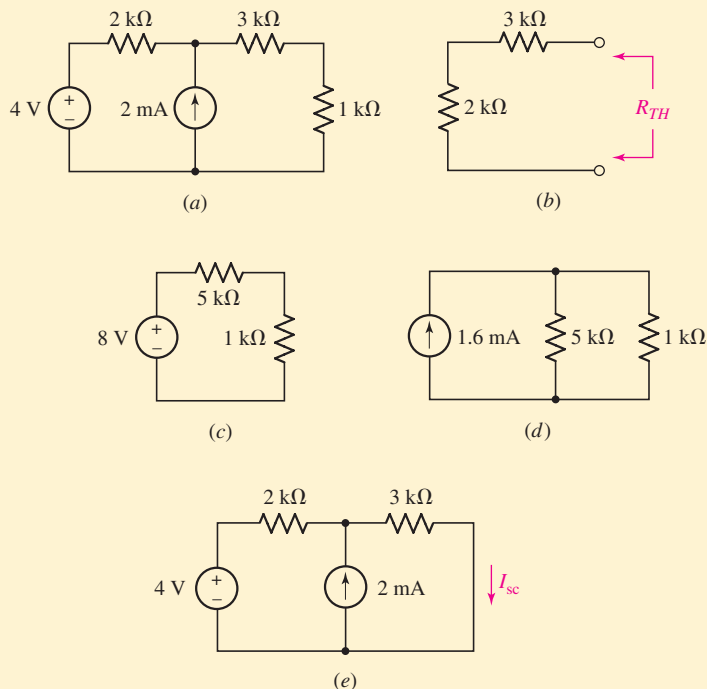 2 kΩ
3 kΩ
4 V
+
−
2 mA
1 kΩ
(a)
3 kΩ
2 kΩ
R_TH
(b)
5 kΩ
8 V
+
−
1 kΩ
(c)
1.6 mA
5 kΩ
1 kΩ
(d)
2 kΩ
3 kΩ
4 V
+
−
2 mA
I_sc
(e)